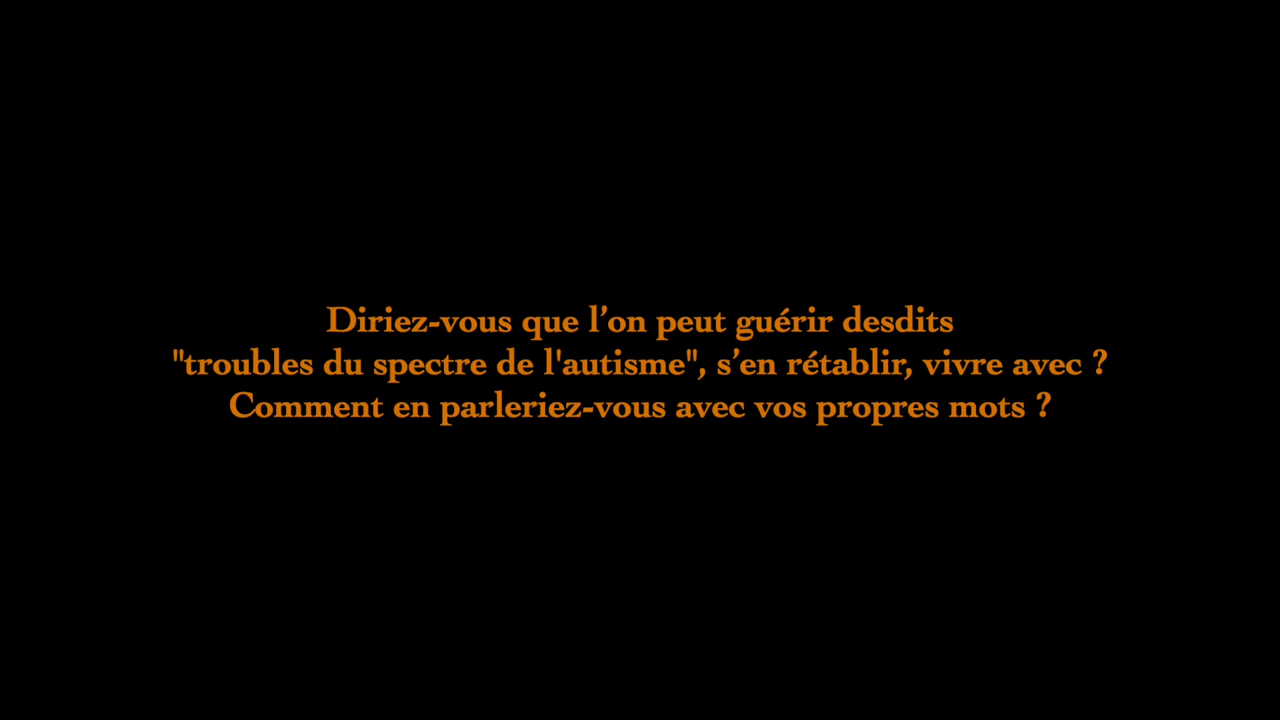 Diriez-vous que l’on peut guérir desdits
"troubles du spectre de l'autisme", s’en rétablir, vivre avec ?
Comment en parleriez-vous avec vos propres mots ?